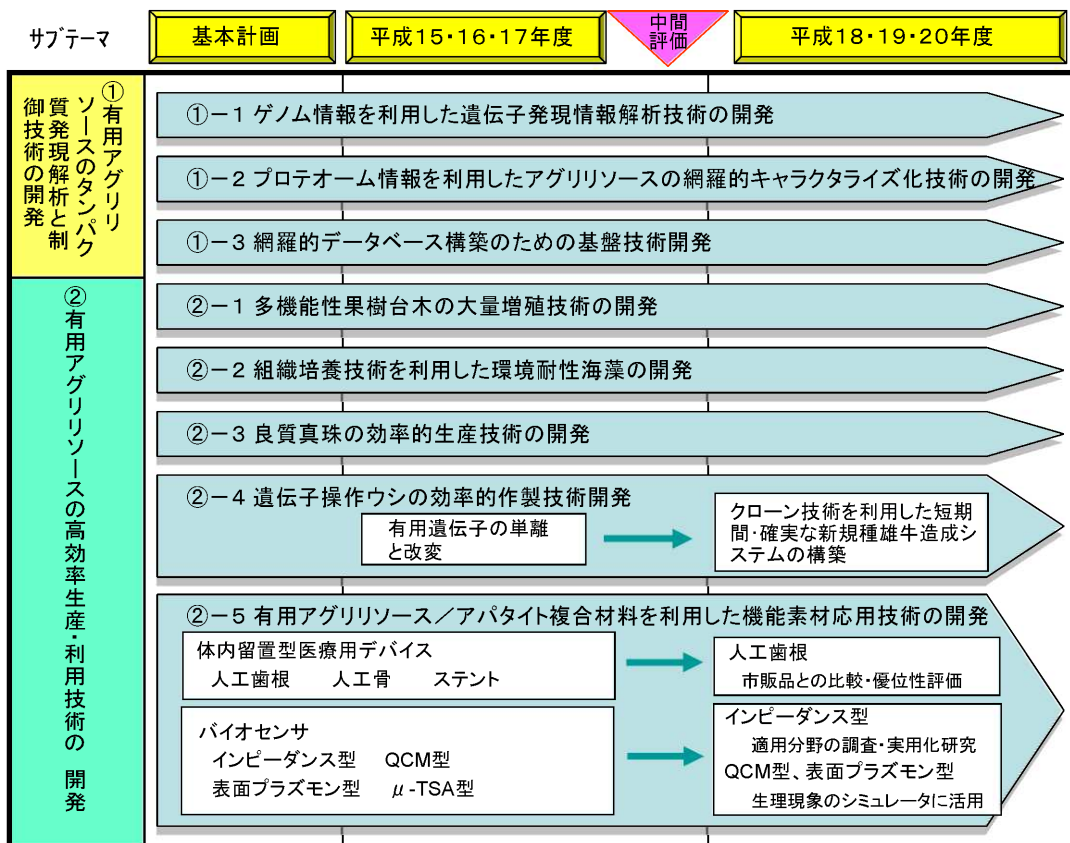 サブテーマ
基本計画
平成15・16・17年度
中間
評価
平成18・19・20年度
①有用アグリリ
ソースのタンパク
質発現解析と制
御技術の開発
①－1 ゲノム情報を利用した遺伝子発現情報解析技術の開発
①－2 プロテオーム情報を利用したアグリリソースの網羅的キャラクタライズ化技術の開発
①－3 網羅的データベース構築のための基盤技術開発
②有用アグリリソースの高効率生産・利用技術の 開発
②－1 多機能性果樹台木の大量増殖技術の開発
②－2 組織培養技術を利用した環境耐性海藻の開発
②－3 良質真珠の効率的生産技術の開発
②－4 遺伝子操作ウシの効率的作製技術開発
有用遺伝子の単離
と改変
クローン技術を利用した短期
間・確実な新規種雄牛造成シ
ステムの構築
②－5 有用アグリリソース／アパタイト複合材料を利用した機能素材応用技術の開発
体内留置型医療用デバイス
人工歯根 人工骨 ステント
人工歯根
市販品との比較・優位性評価
バイオセンサ
インピーダンス型 QCM型
表面プラズモン型 μ-TSA型
インピーダンス型
適用分野の調査・実用化研究
QCM型、表面プラズモン型
生理現象のシミュレータに活用